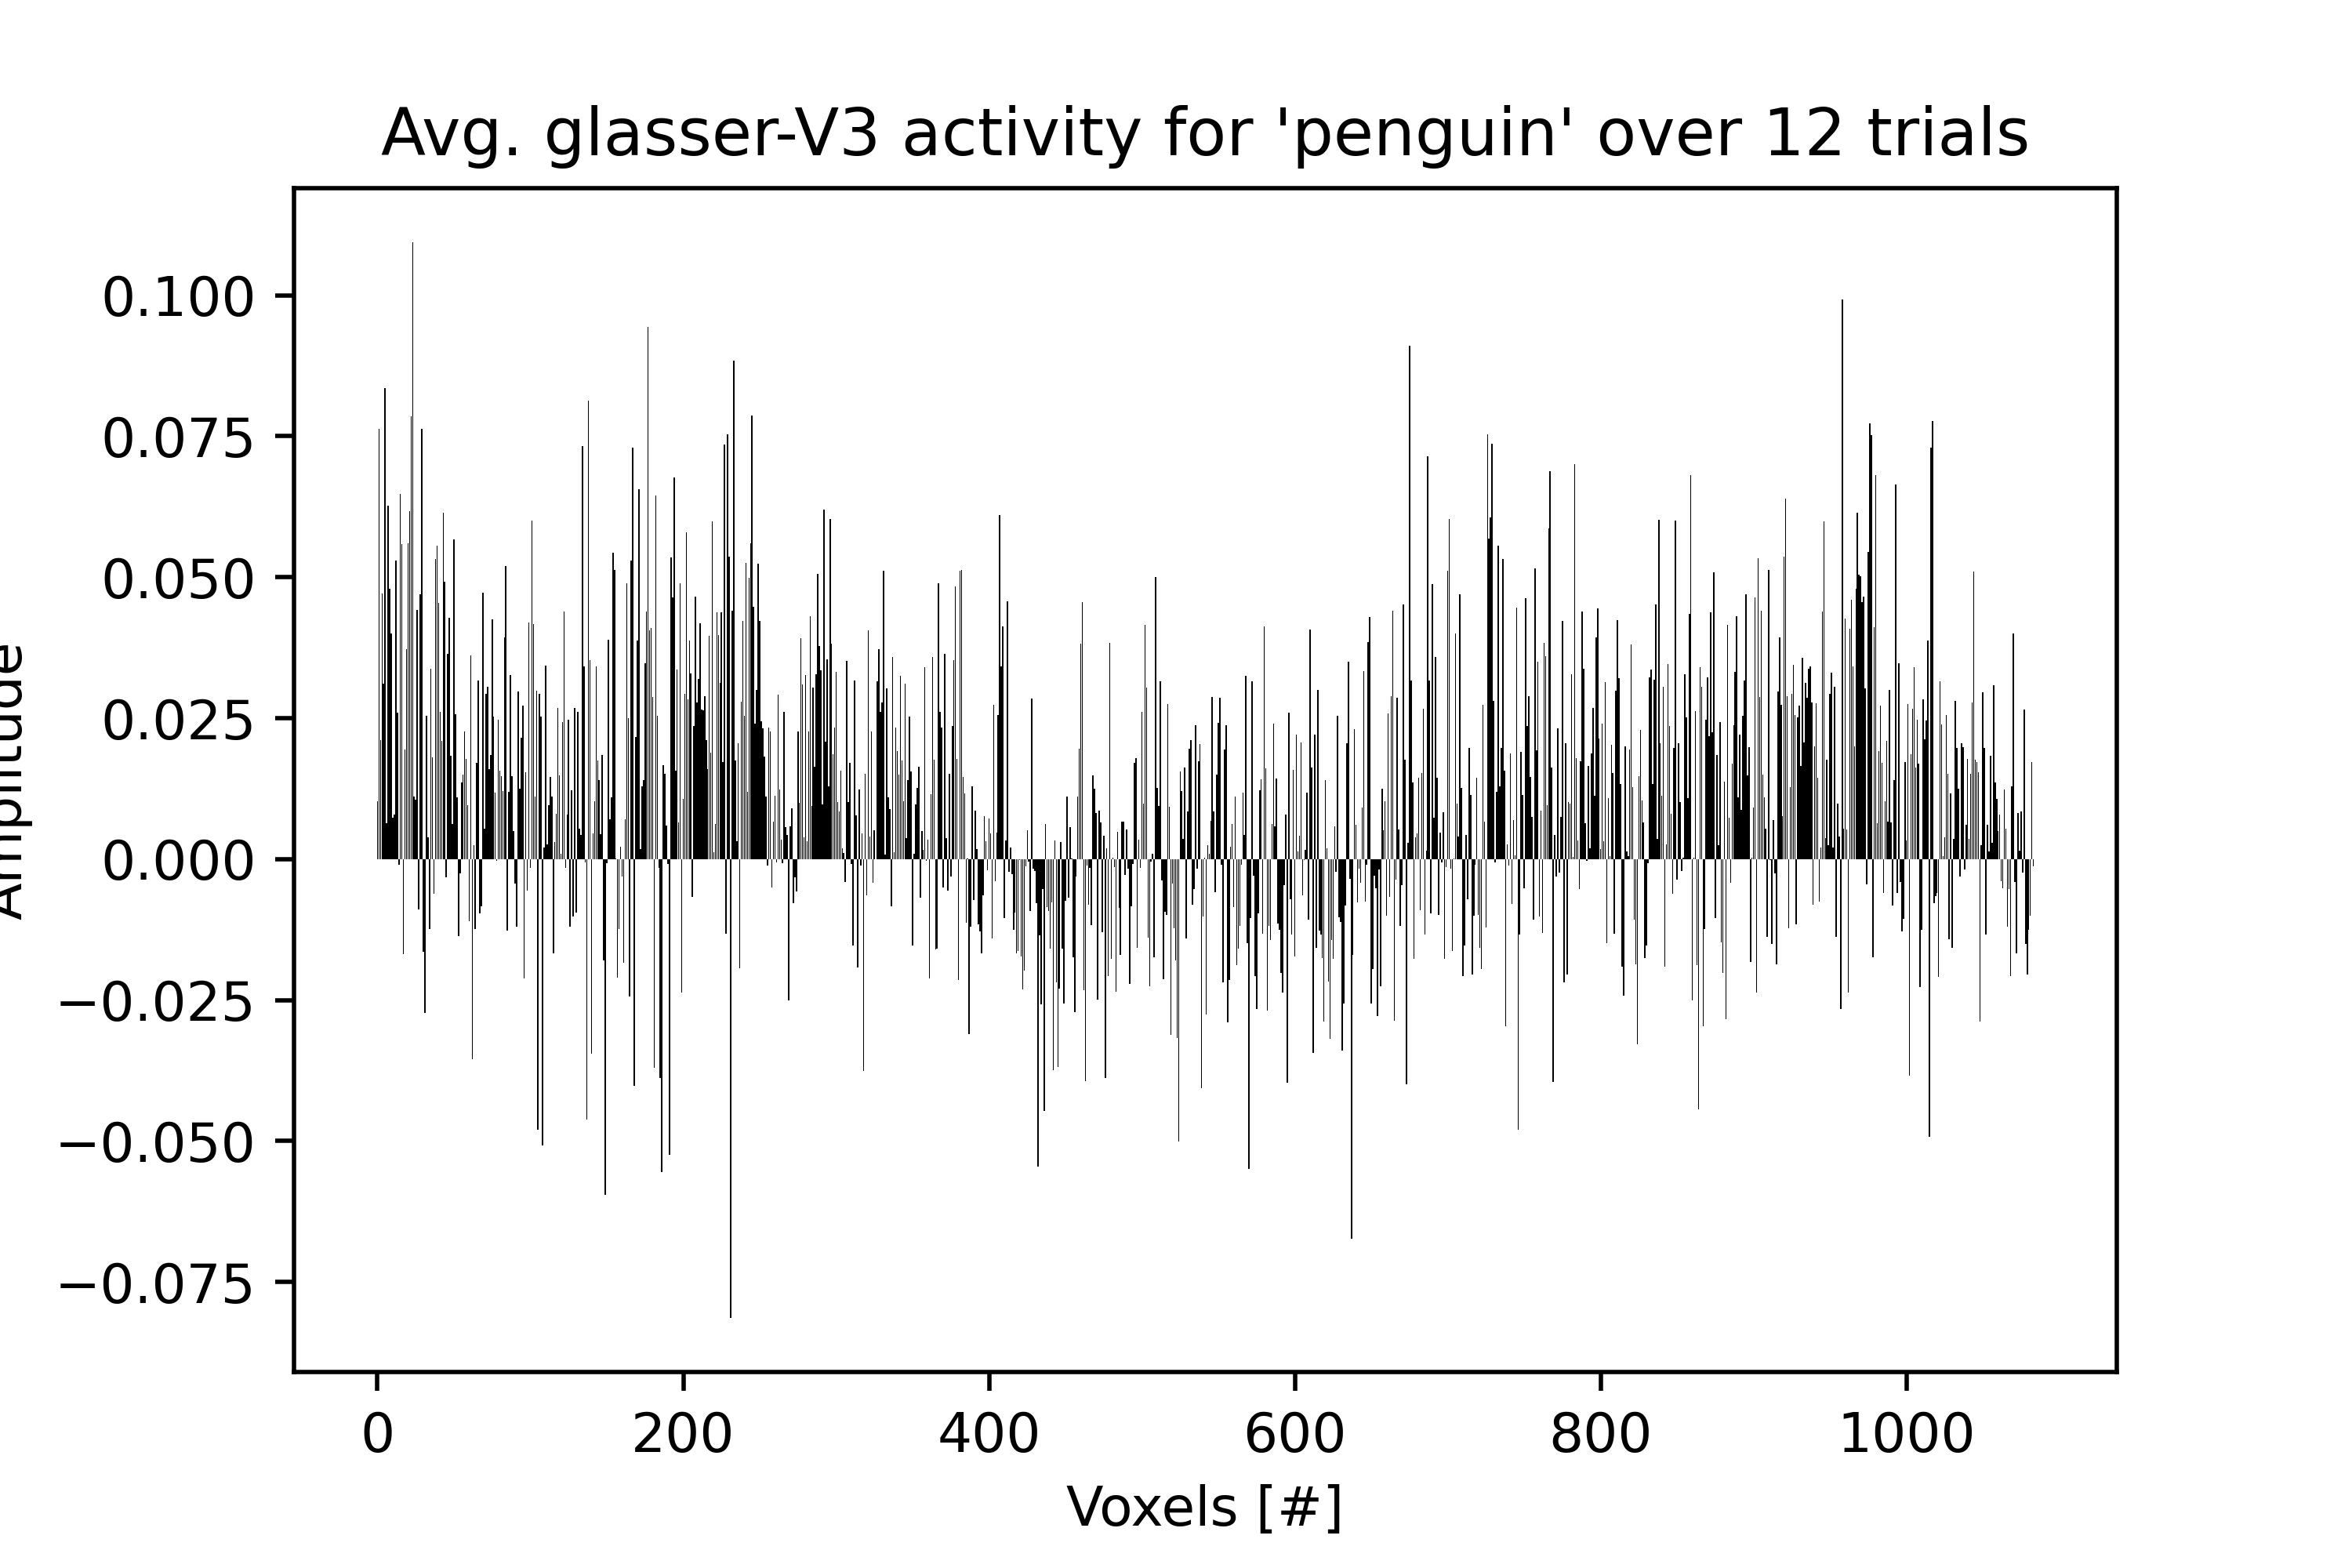 Avg. glasser-V3 activity for 'penguin' over 12 trials
0.100
0.075
0.050
0.025
0.000
−0.025
−0.050
−0.075
Amplitude
0 200 400 600 800 1000
Voxels [#]